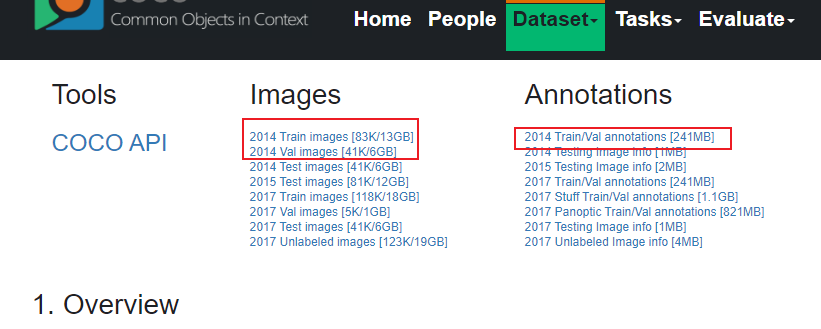 Common Objects in Context
Home People Dataset Tasks Evaluate
Tools
COCO API
Images
2014 Train images [83K/13GB]
2014 Val images [41K/6GB]
2014 Test images [41K/6GB]
2015 Test images [81K/12GB]
2017 Train images [118K/18GB]
2017 Val images [5K/1GB]
2017 Test images [41K/6GB]
2017 Unlabeled images [123K/19GB]
Annotations
2014 Train/Val annotations [241MB]
2014 Testing Image info [1MB]
2015 Testing Image info [2MB]
2017 Train/Val annotations [241MB]
2017 Stuff Train/Val annotations [1.1GB]
2017 Panoptic Train/Val annotations [821MB]
2017 Testing Image info [1MB]
2017 Unlabeled Image info [4MB]
1. Overview